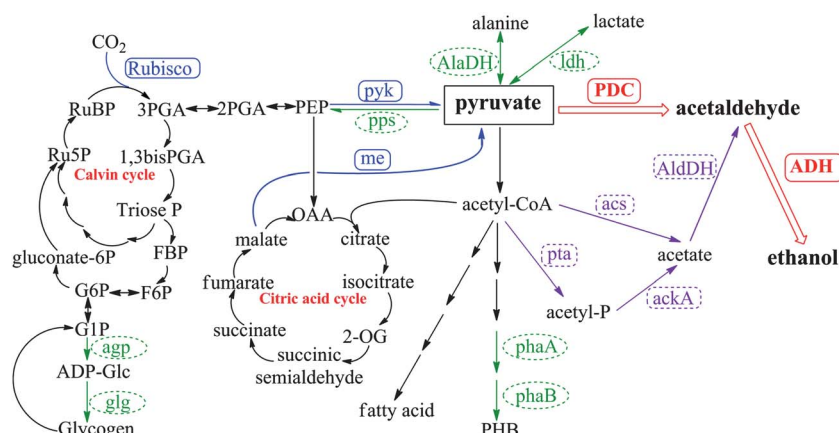 alanine
lactate
CO2
AlaDH
ldh
Rubisco
RuBP
3PGA
2PGA
PEP
pyk
pps
pyruvate
PDC
acetaldehyde
Ru5P
1,3bisPGA
Calvin cycle
me
AldDH
ADH
Triose P
OAA
acetyl-CoA
acs
malate
citrate
gluconate-6P
FBP
pta
acetate
ethanol
fumarate
isocitrate
G6P
F6P
Citric acid cycle
ackA
acetyl-P
G1P
succinate
2-OG
agp
phaA
succinic
semialdehyde
ADP-Glc
glg
phaB
fatty acid
Glycogen
PHB